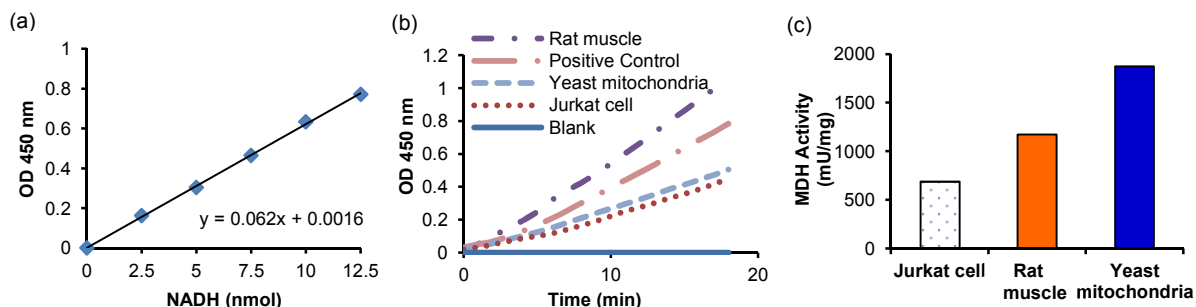 (a)
OD 450 nm
1
0.8
0.6
0.4
0.2
0
y = 0.062x + 0.0016
0 2.5 5 7.5 10 12.5
NADH (nmol)
(b)
Rat muscle
Positive Control
Yeast mitochondria
Jurkat cell
Blank
OD 450 nm
1.2
1
0.8
0.6
0.4
0.2
0
0 10 20
Time (min)
(c)
MDH Activity
(mU/mg)
2000
1500
1000
500
0
Jurkat cell
Rat
muscle
Yeast
mitochondria